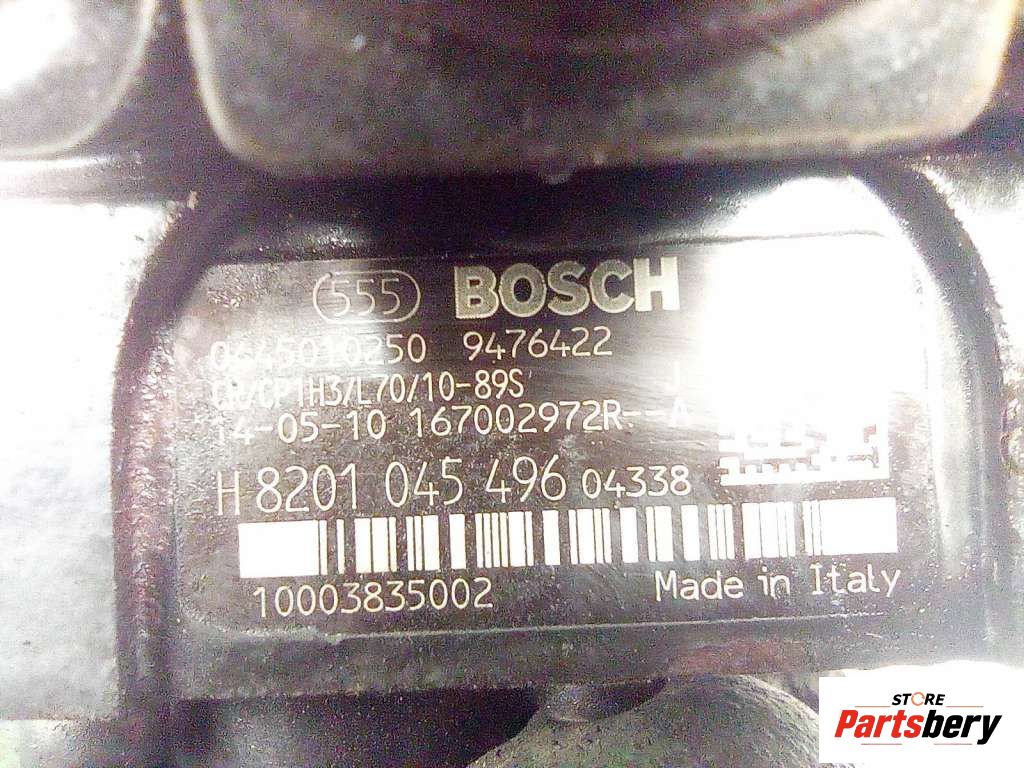 555 BOSCH
0445010250 9476422
CR/CP1H3/L70/10-89S J
14-05-10 167002972R--A
H 8201 045 496 04338
10003835002 Made in Italy
STORE
Partsbery